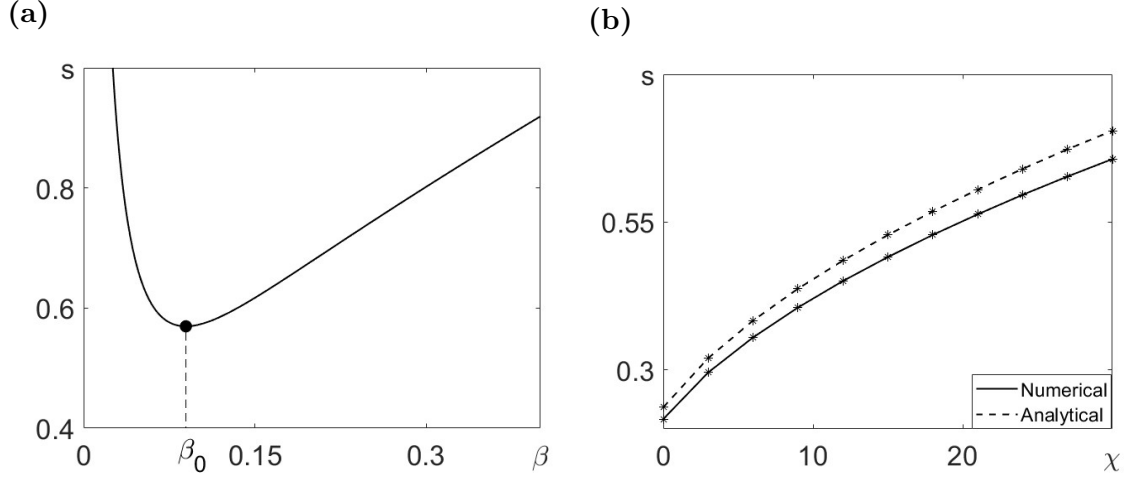 (a)
s
0.8
0.6
0.4
0
β₀
0.15
0.3
β
(b)
s
0.55
0.3
0
10
20
χ
Numerical
Analytical